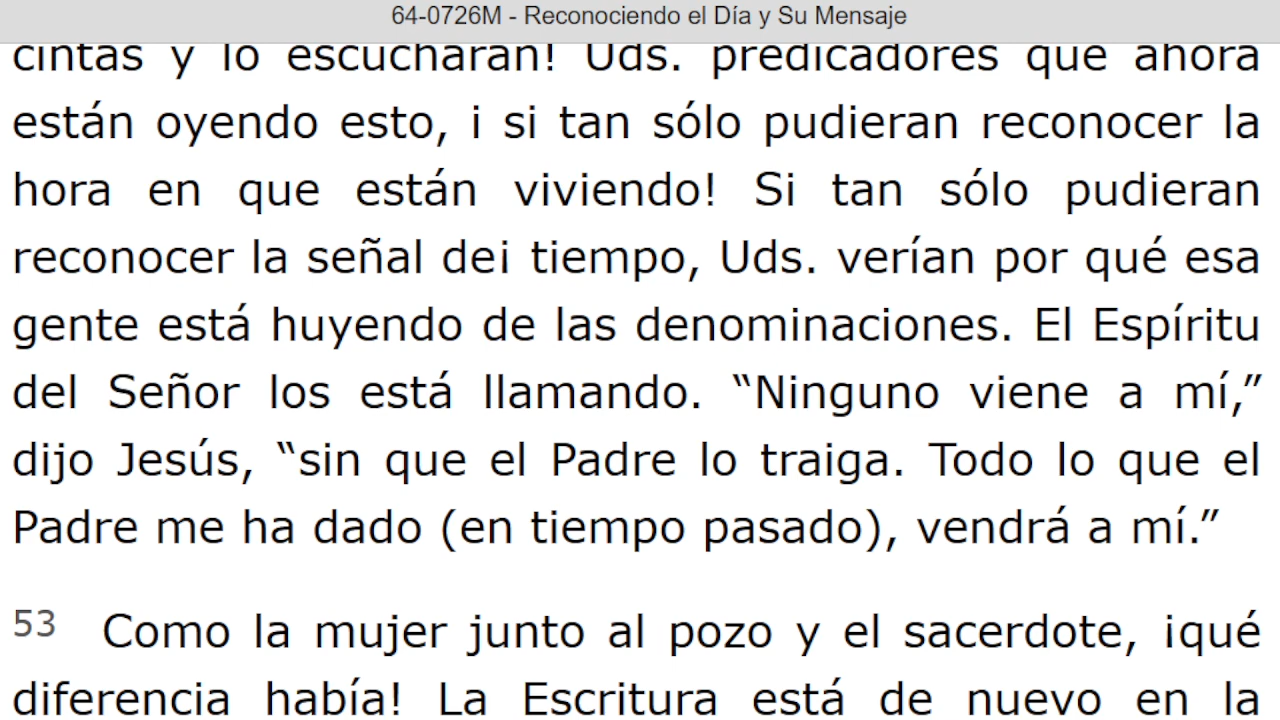 64-0726M - Reconociendo el Día y Su Mensaje
cintas y lo escucharan! Uds. predicadores que ahora
están oyendo esto, i si tan sólo pudieran reconocer la
hora en que están viviendo! Si tan sólo pudieran
reconocer la señal dei tiempo, Uds. verían por qué esa
gente está huyendo de las denominaciones. El Espíritu
del Señor los está llamando. “Ninguno viene a mí,”
dijo Jesús, “sin que el Padre lo traiga. Todo lo que el
Padre me ha dado (en tiempo pasado), vendrá a mí.”
53 Como la mujer junto al pozo y el sacerdote, ¡qué
diferencia había! La Escritura está de nuevo en la